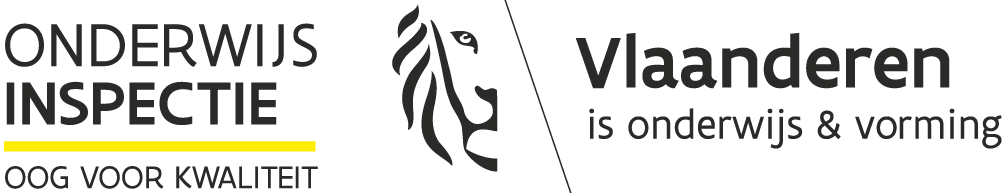 ONDERWIJS
INSPECTIE
OOG VOOR KWALITEIT
Vlaanderen
is onderwijs & vorming